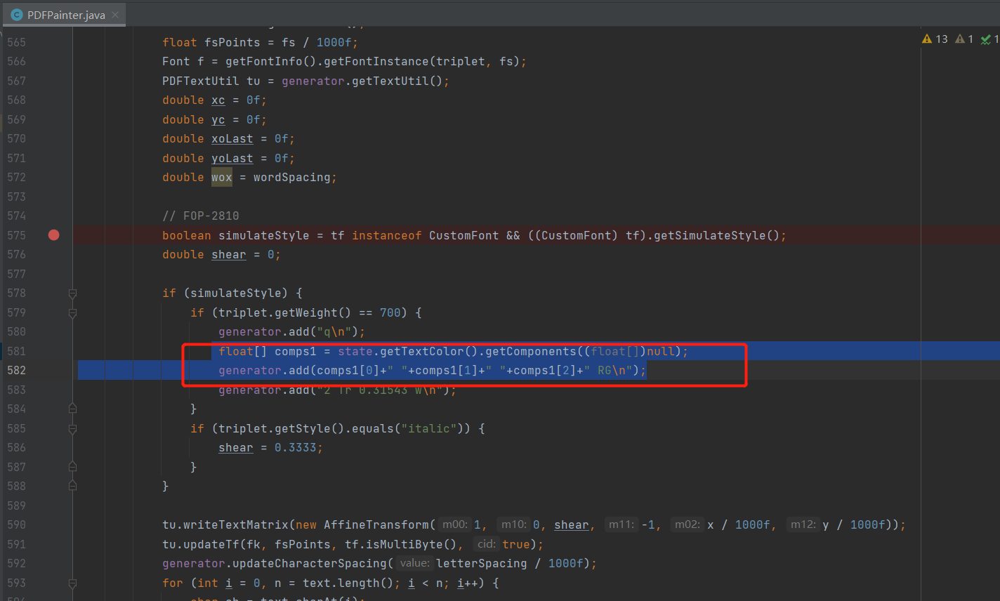 PDFPainter.java
13 1 1
565 float fsPoints = fs / 1000f;
566 Font f = getFontInfo().getFontInstance(triplet, fs);
567 PDFTextUtil tu = generator.getTextUtil();
568 double xc = 0f;
569 double yc = 0f;
570 double xoLast = 0f;
571 double yoLast = 0f;
572 double wox = wordSpacing;
573
574 // FOP-2810
575 boolean simulateStyle = tf instanceof CustomFont && ((CustomFont) tf).getSimulateStyle();
576 double shear = 0;
577
578 if (simulateStyle) {
579 if (triplet.getWeight() == 700) {
580 generator.add("q\n");
581 float[] comps1 = state.getTextColor().getComponents((float[])null);
582 generator.add(comps1[0]+" "+comps1[1]+" "+comps1[2]+" RG\n");
583 generator.add("2 Tr 0.31543 w\n");
584 }
585 if (triplet.getStyle().equals("italic")) {
586 shear = 0.3333;
587 }
588 }
589
590 tu.writeTextMatrix(new AffineTransform( m00: 1, m10: 0, shear, m11: -1, m02: x / 1000f, m12: y / 1000f));
591 tu.updateTf(fk, fsPoints, tf.isMultiByte(), cid: true);
592 generator.updateCharacterSpacing( value: letterSpacing / 1000f);
593 for (int i = 0, n = text.length(); i < n; i++) {